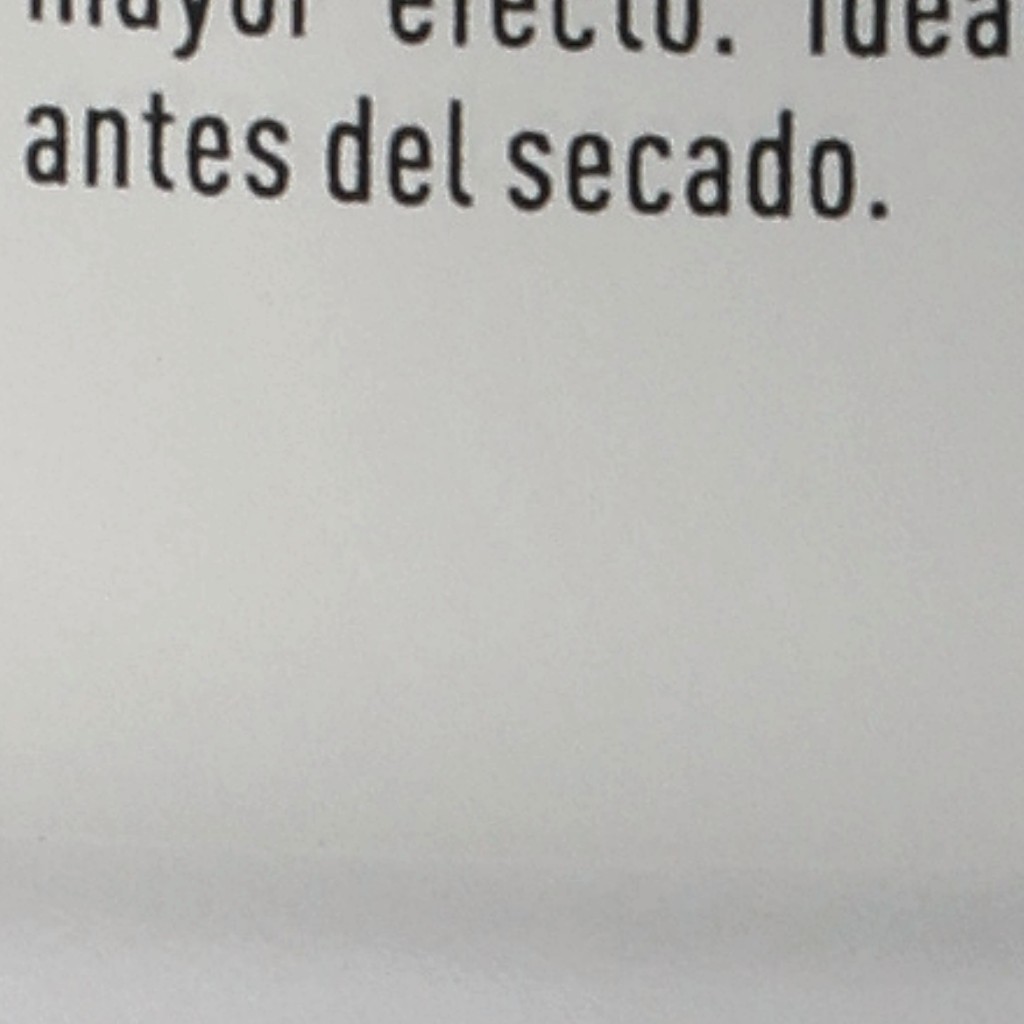 mayor efecto. Idea
antes del secado.